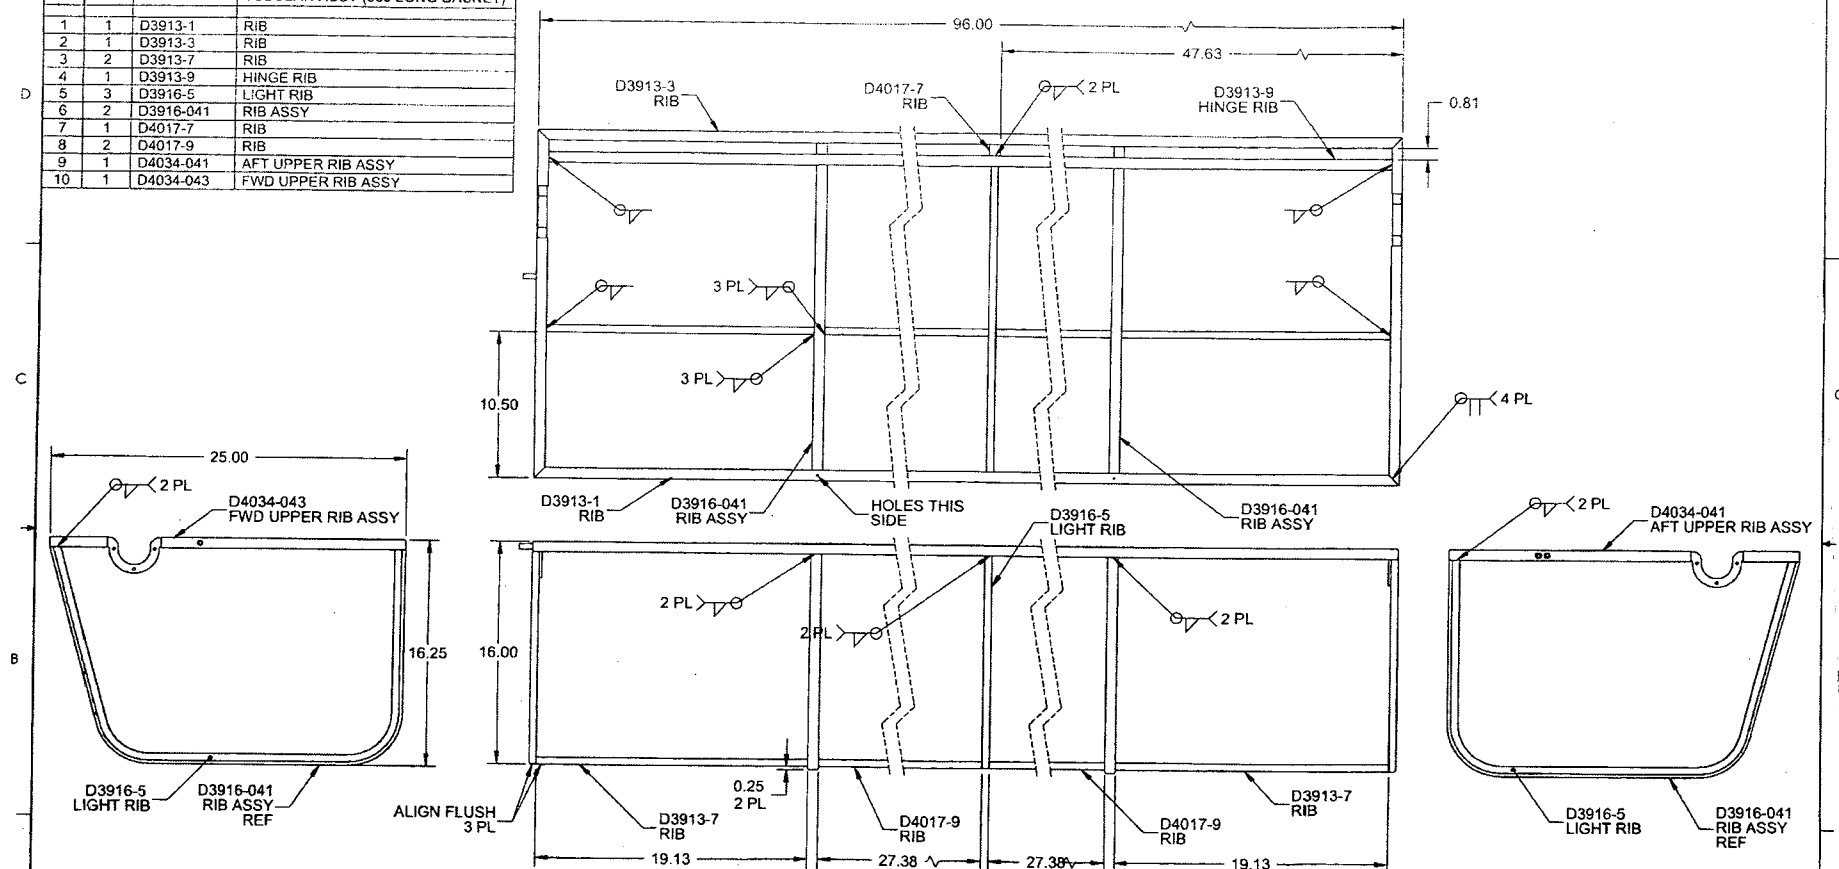 1 1 D3913-1 RIB
2 1 D3913-3 RIB
3 2 D3913-7 RIB
4 1 D3913-9 HINGE RIB
5 3 D3916-5 LIGHT RIB
6 2 D3916-041 RIB ASSY
7 1 D4017-7 RIB
8 2 D4017-9 RIB
9 1 D4034-041 AFT UPPER RIB ASSY
10 1 D4034-043 FWD UPPER RIB ASSY
D
C
B
96.00
47.63
D3913-3
RIB
D4017-7
RIB
2 PL
D3913-9
HINGE RIB
0.81
3 PL
3 PL
10.50
4 PL
D3913-1
RIB
D3916-041
RIB ASSY
HOLES THIS
SIDE
D3916-041
RIB ASSY
25.00
2 PL
D4034-043
FWD UPPER RIB ASSY
16.25
D3916-5
LIGHT RIB
D3916-041
RIB ASSY
REF
D3916-5
LIGHT RIB
16.00
2 PL
2 PL
2 PL
0.25
2 PL
ALIGN FLUSH
3 PL
D3913-7
RIB
D4017-9
RIB
D4017-9
RIB
D3913-7
RIB
19.13
27.38
27.38
19.13
2 PL
D4034-041
AFT UPPER RIB ASSY
D3916-5
LIGHT RIB
D3916-041
RIB ASSY
REF